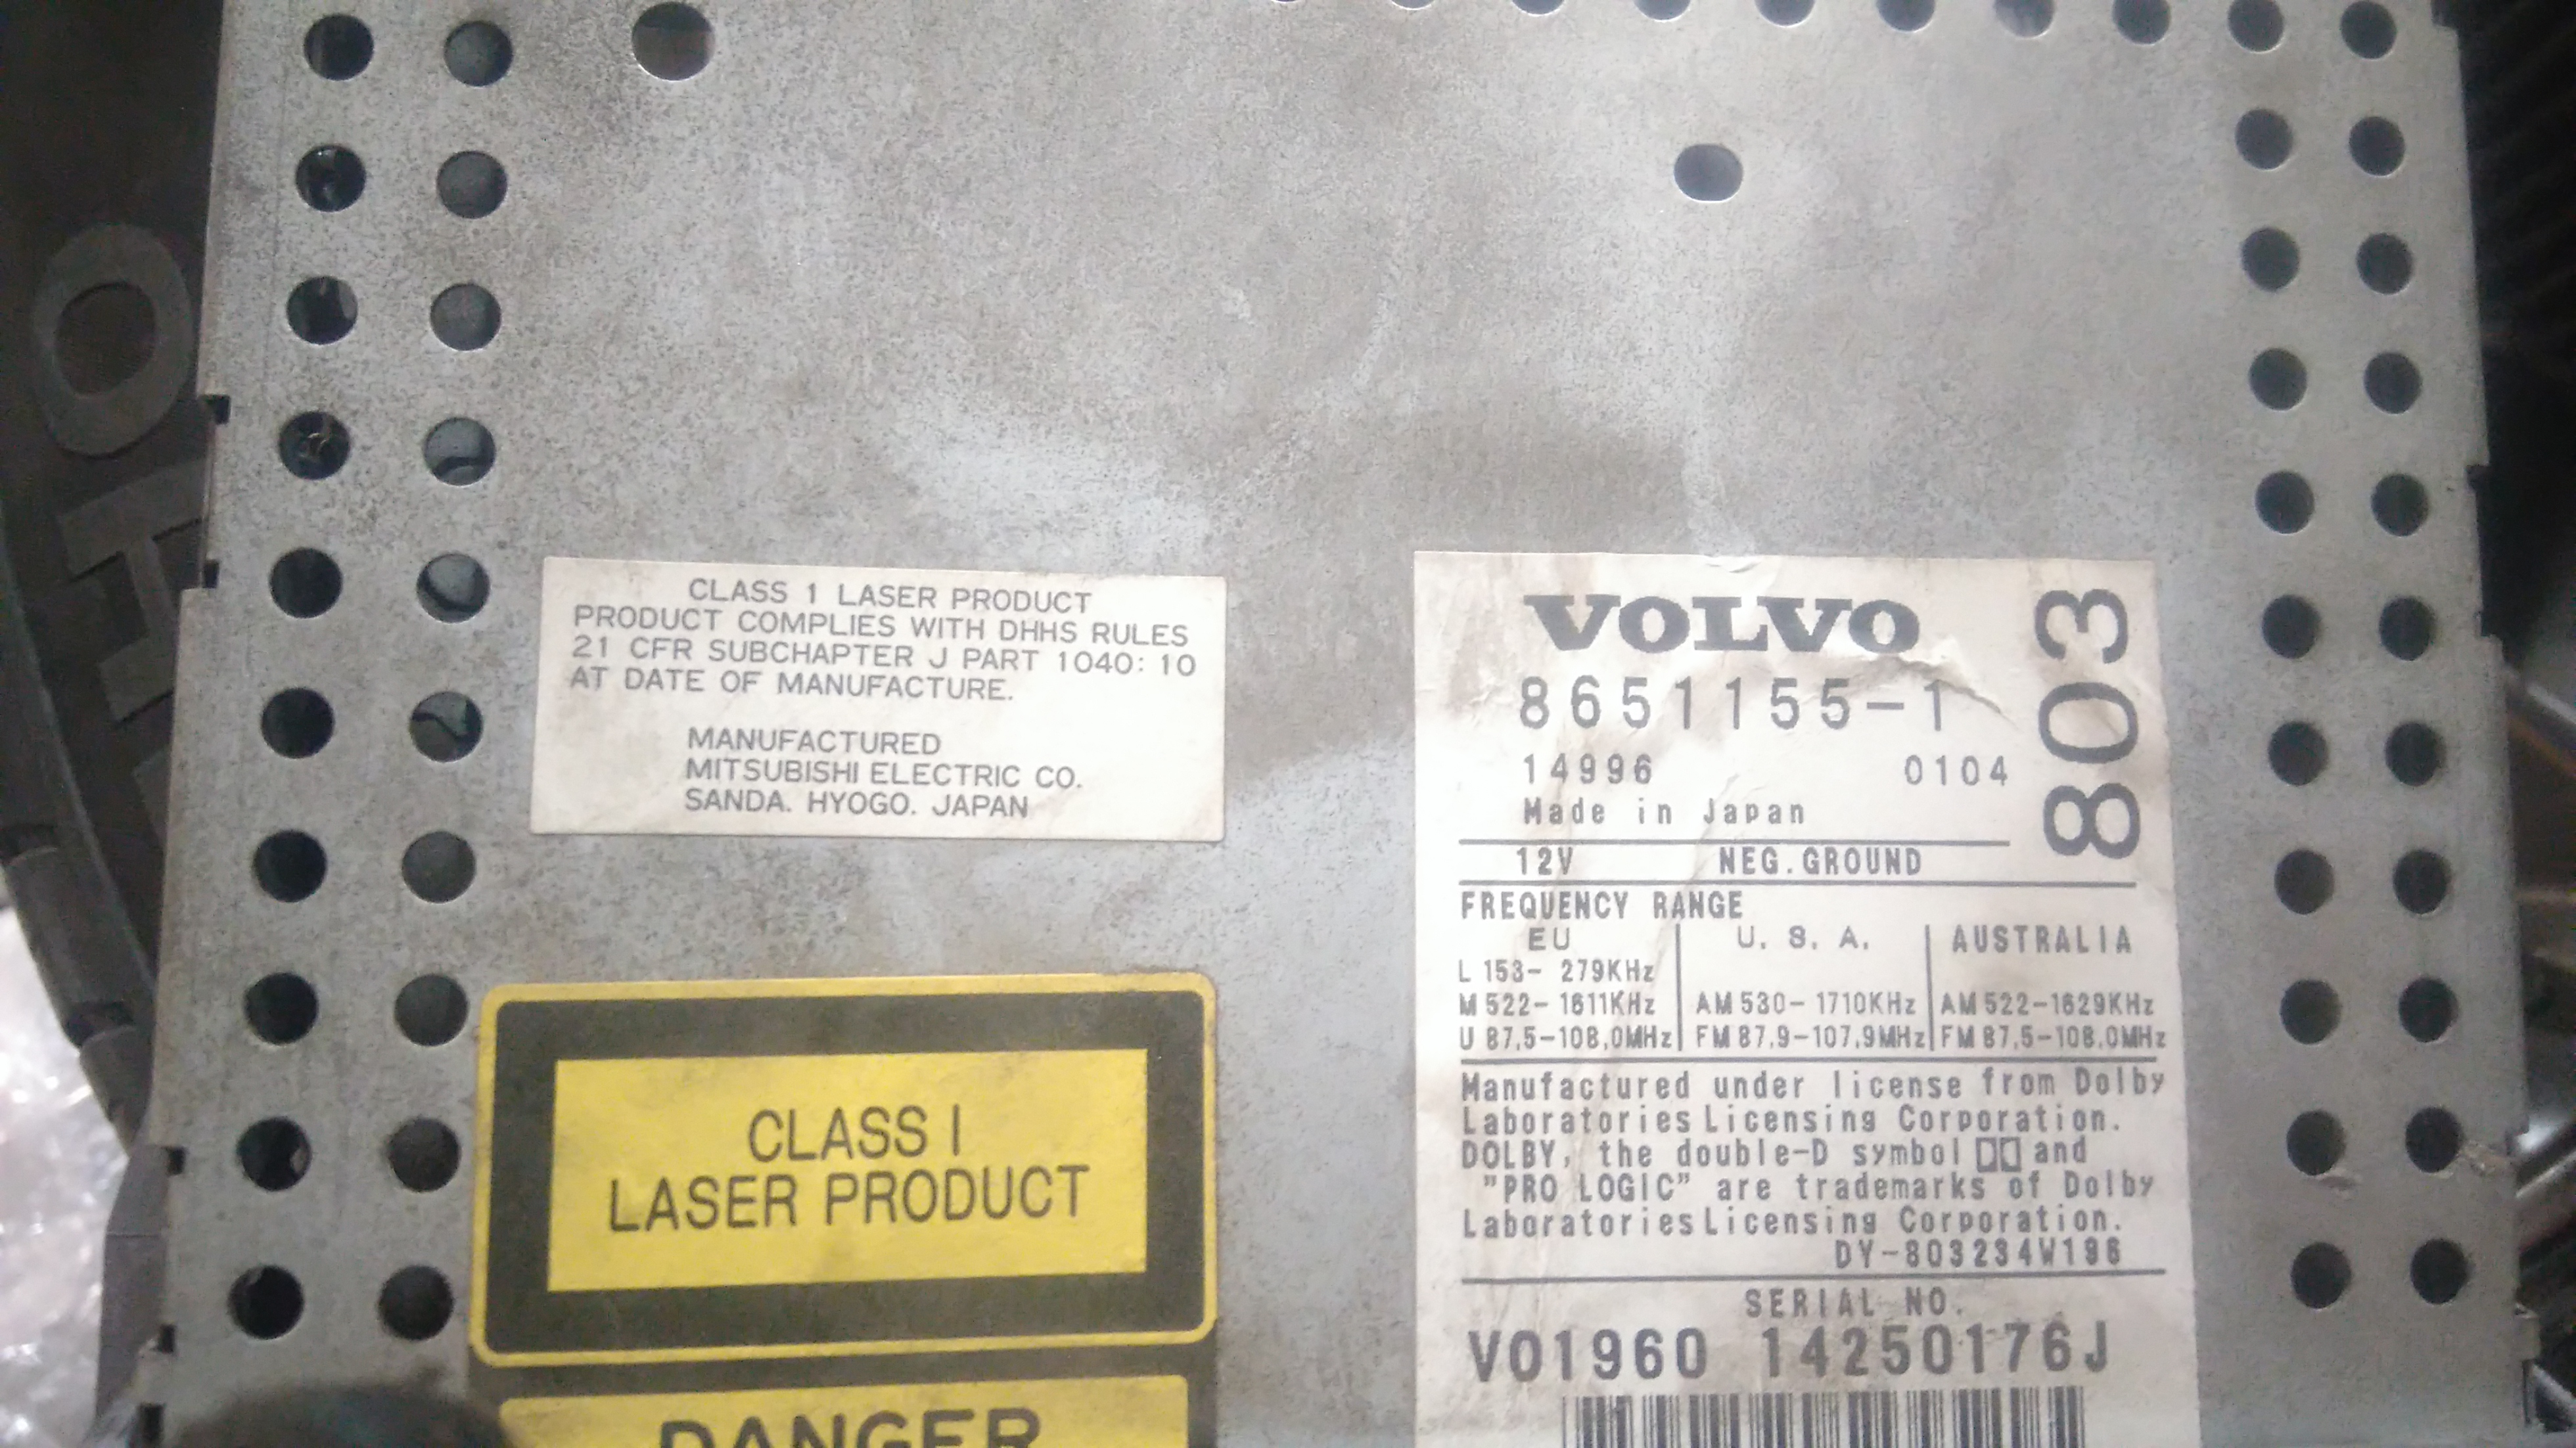 CLASS 1 LASER PRODUCT
PRODUCT COMPLIES WITH DHHS RULES
21 CFR SUBCHAPTER J PART 1040:10
AT DATE OF MANUFACTURE.
MANUFACTURED
MITSUBISHI ELECTRIC CO.
SANDA. HYOGO. JAPAN
CLASS I
LASER PRODUCT
DANGER
VOLVO
8651155-1
803
14996 0104
Made in Japan
12V NEG.GROUND
FREQUENCY RANGE
EU U. S. A. AUSTRALIA
L 153- 279KHz
M 522- 1611KHz AM 530- 1710KHz AM 522-1629KHz
U 87,5-108,0MHz FM 87,9-107,9MHz FM 87,5-108,0MHz
Manufactured under license from Dolby
Laboratories Licensing Corporation.
DOLBY, the double-D symbol and
"PRO LOGIC" are trademarks of Dolby
Laboratories Licensing Corporation.
DY-803234W196
SERIAL NO.
V01960 14250176J